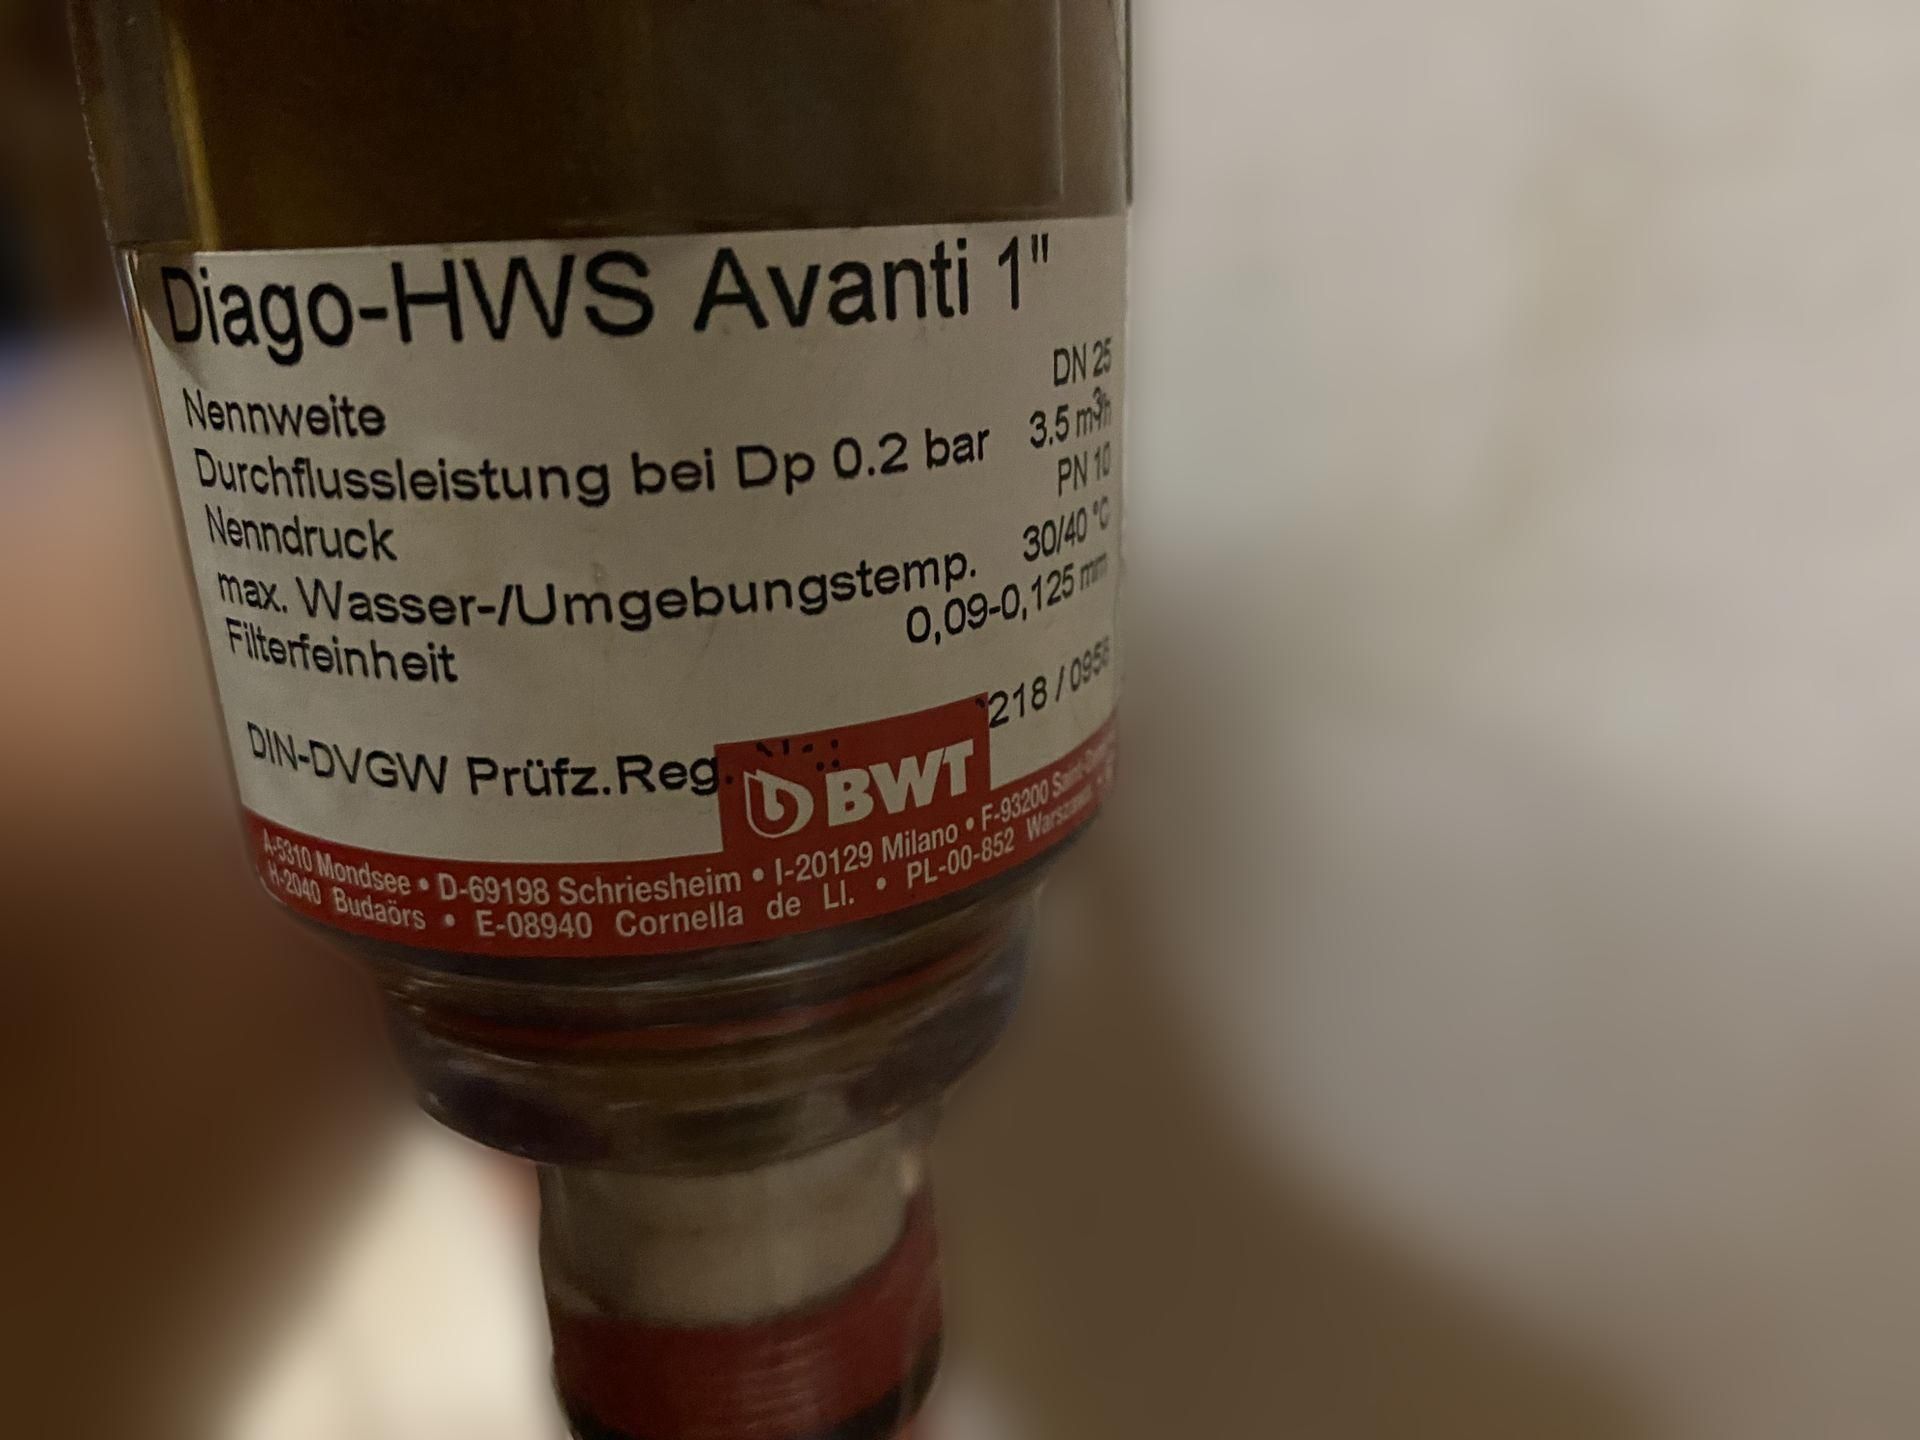 Diago-HWS Avanti 1"
Nennweite DN 25
Durchflussleistung bei Dp 0.2 bar 3.5 m³/h
Nenndruck PN 10
max. Wasser-/Umgebungstemp. 30/40 °C
Filterfeinheit 0,09-0,125 mm
DIN-DVGW Prüfz.Reg. 218 /
BWT
A-5310 Mondsee • D-69198 Schriesheim • I-20129 Milano • F-93200
H-2040 Budaörs • E-08940 Cornella de Ll. • PL-00-852